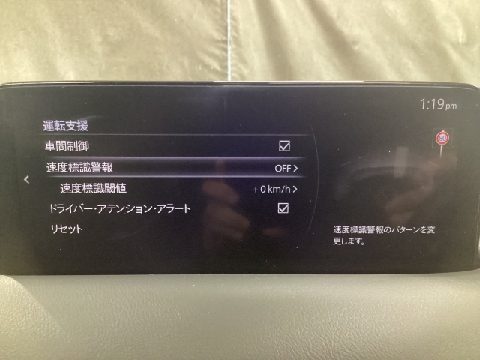 1:19pm
運転支援
車間制御
速度標識警報 OFF
速度標識閾値 +0km/h
ドライバー・アテンション・アラート
リセット
速度標識警報のパターンを変
更します。